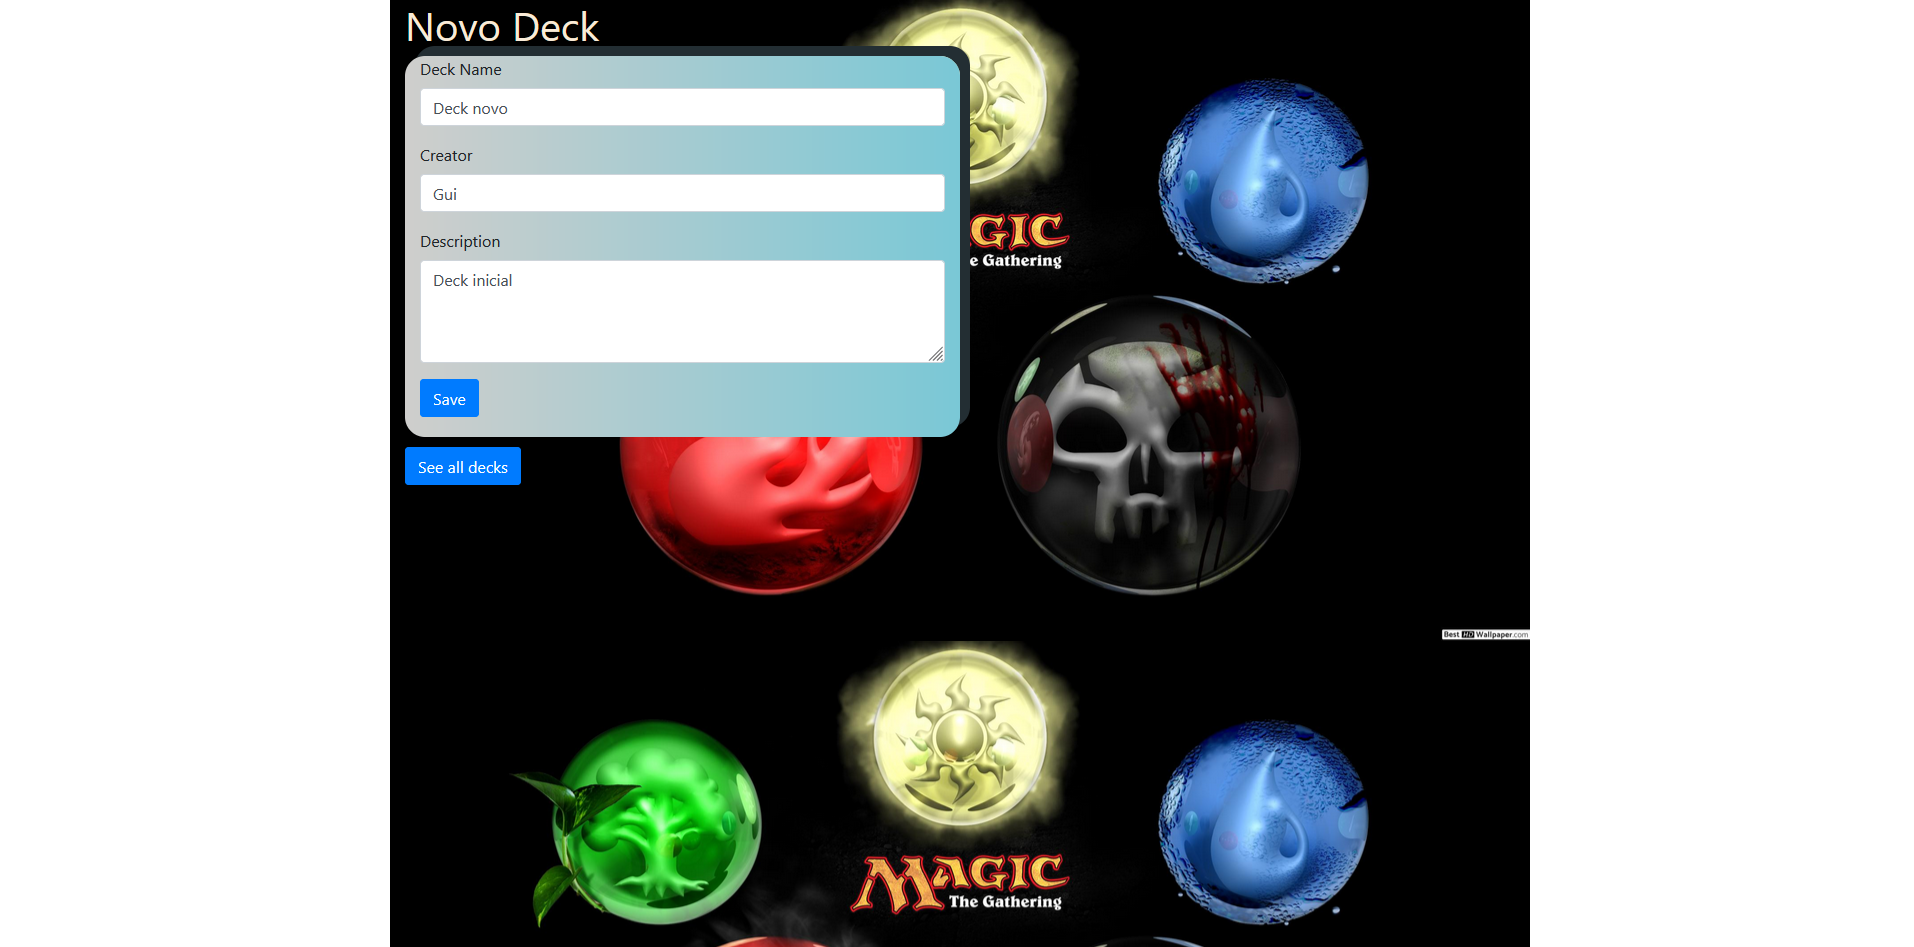 Novo Deck
Deck Name
Deck novo
Creator
Gui
Description
Deck inicial
Save
See all decks
GIC
e Gathering
Best HD Wallpaper.com
MAGIC
The Gathering